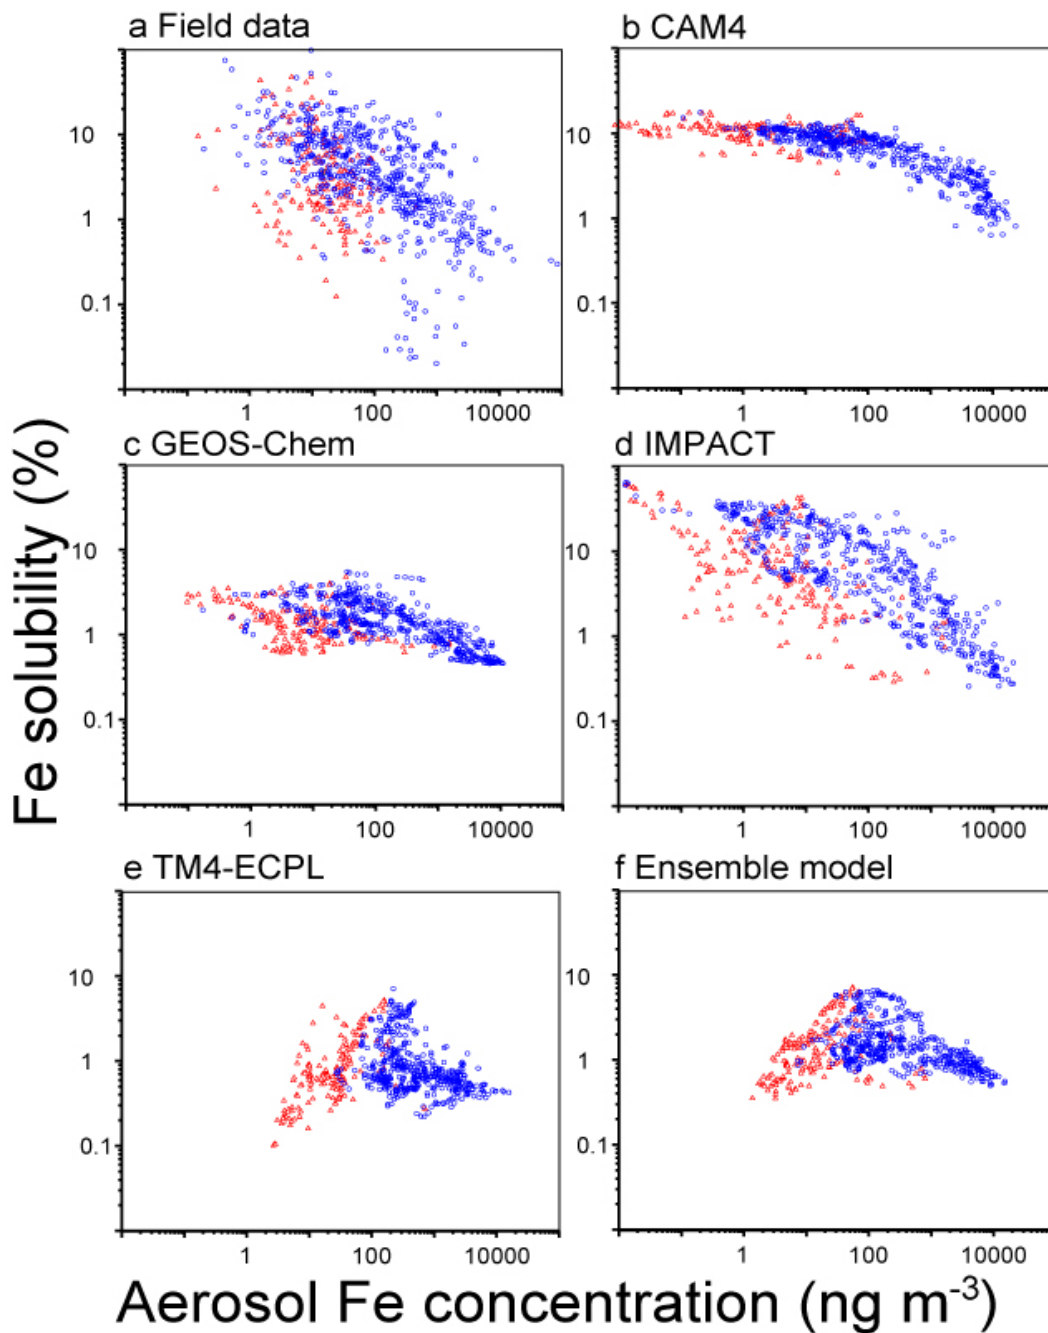 a Field data
b CAM4
10
1
0.1
1 100 10000
10
1
0.1
1 100 10000
c GEOS-Chem
d IMPACT
10
1
0.1
1 100 10000
10
1
0.1
1 100 10000
e TM4-ECPL
f Ensemble model
10
1
0.1
1 100 10000
10
1
0.1
1 100 10000
Fe solubility (%)
Aerosol Fe concentration (ng m⁻³)